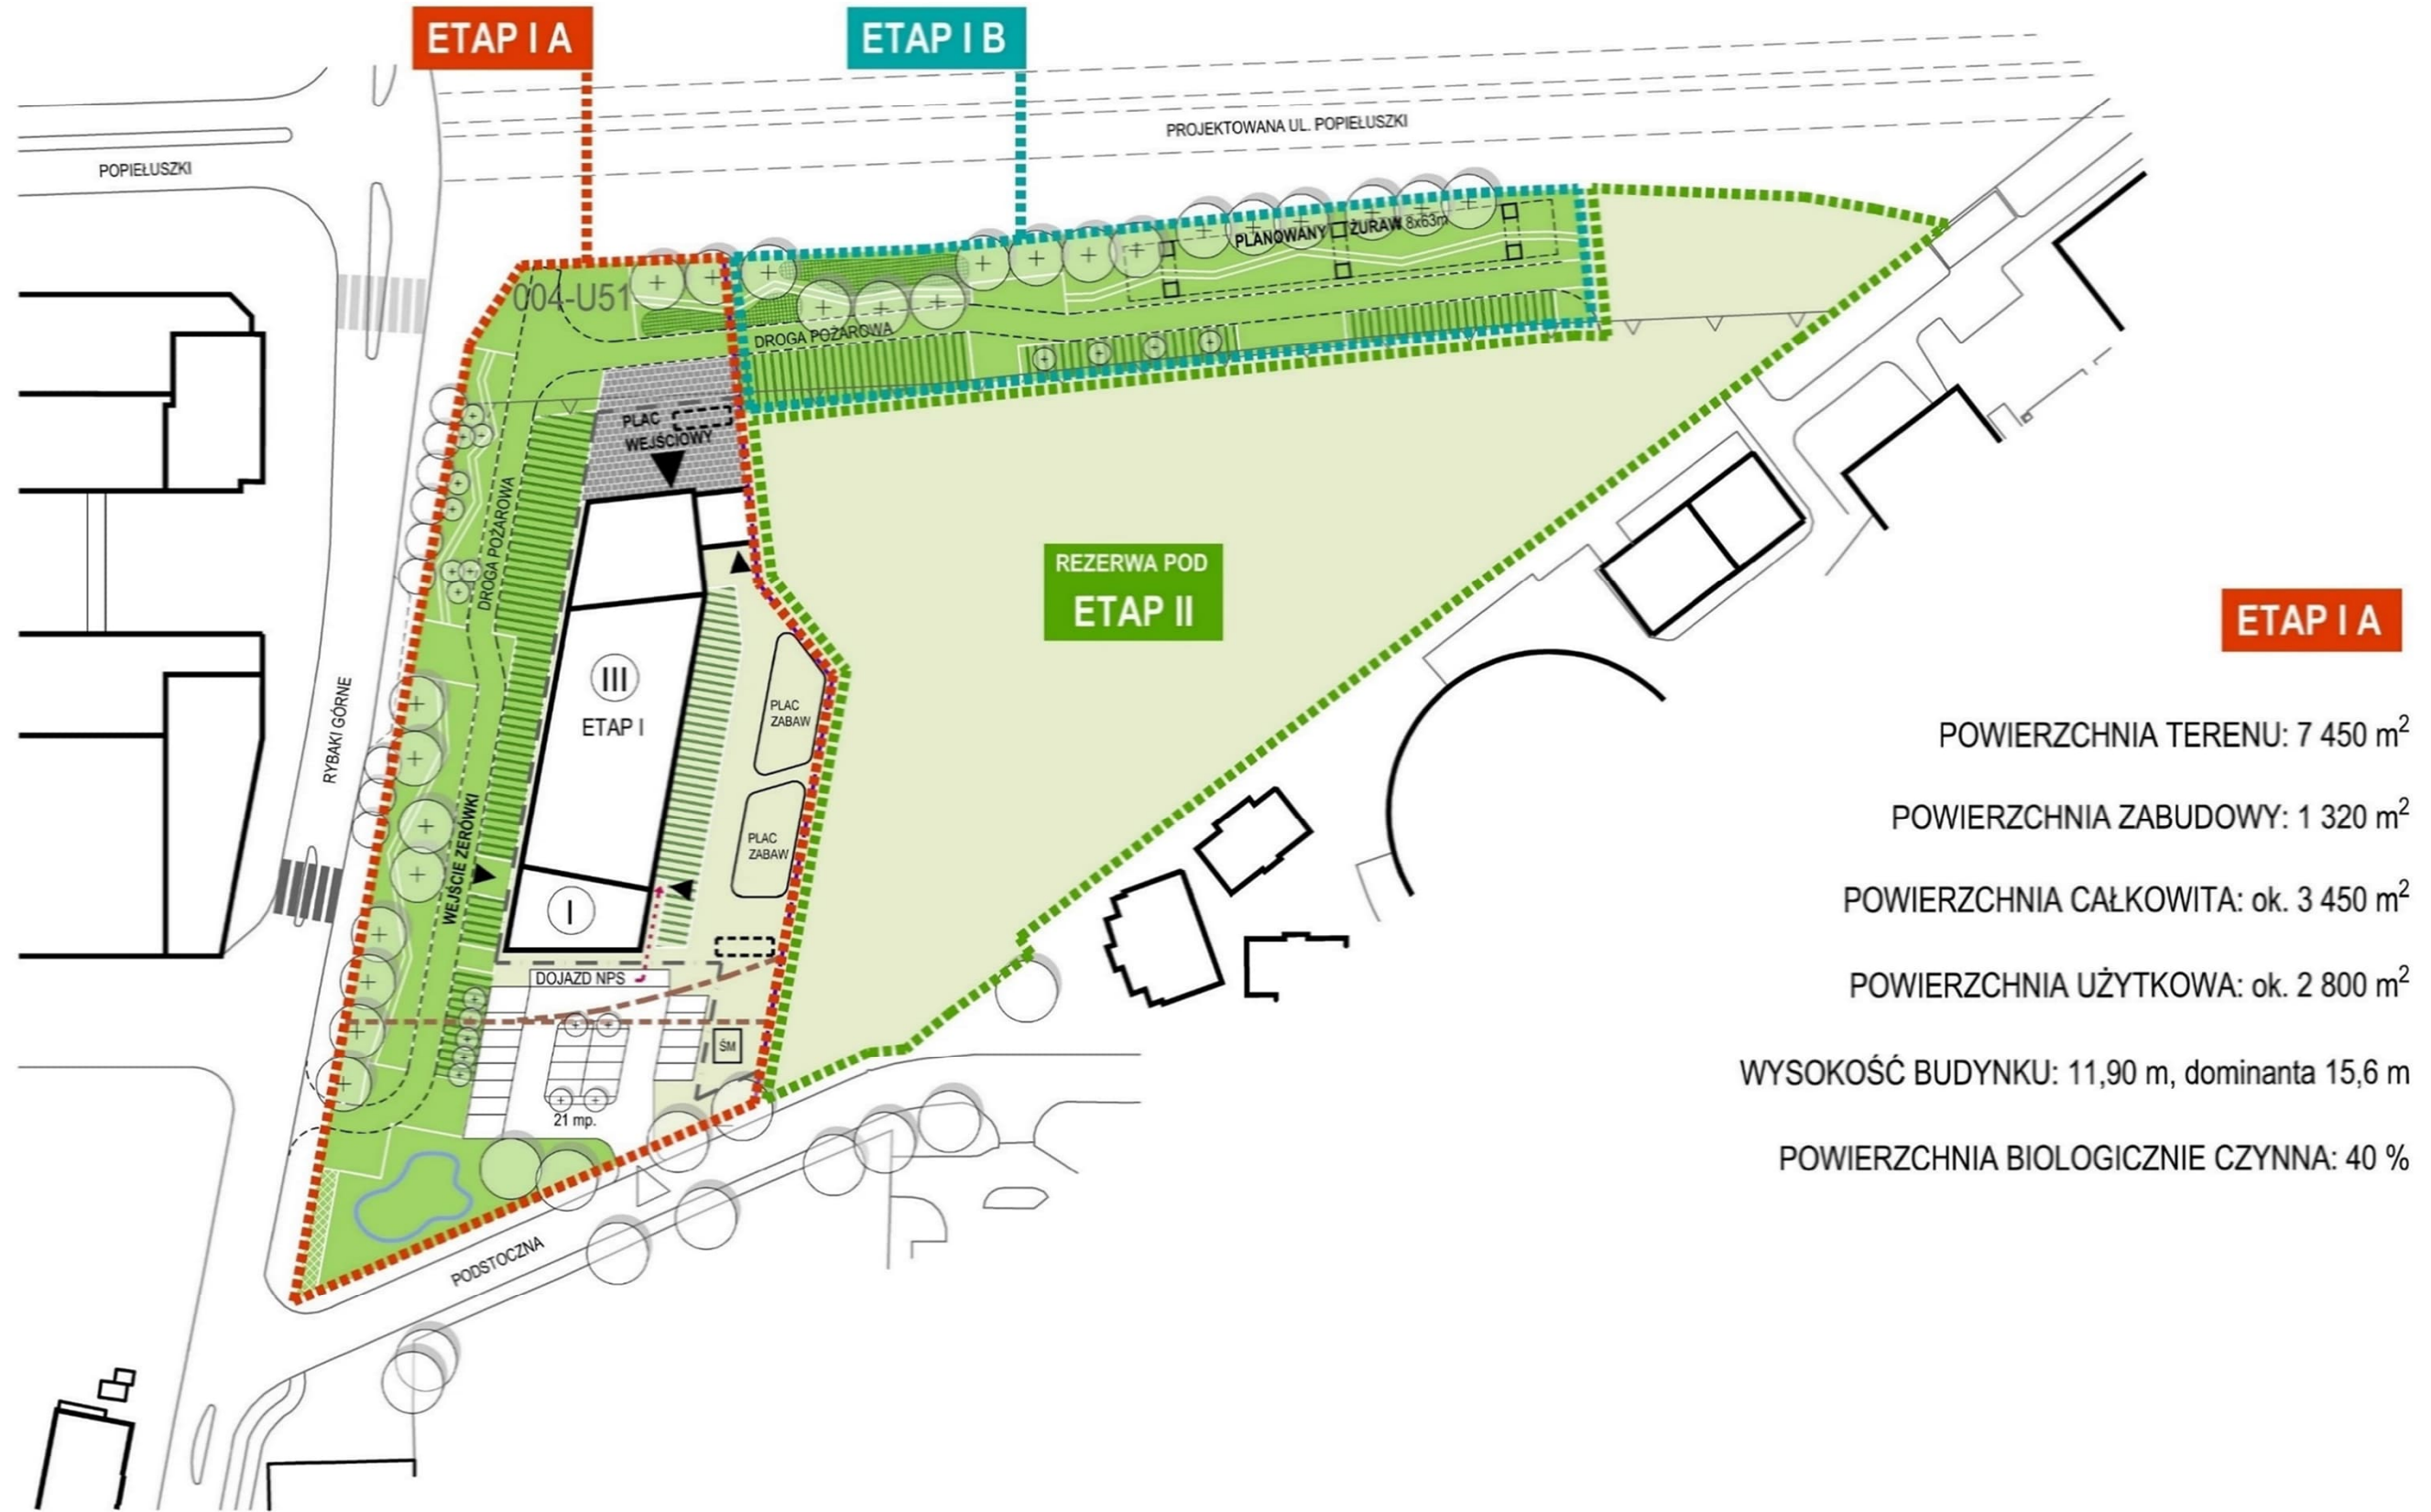 ETAP I A
ETAP I B
PROJEKTOWANA UL. POPIEŁUSZKI
POPIEŁUSZKI
004-U51
PLANOWANY ŻURAW 8x63m
DROGA POŻAROWA
PLAC
WEJŚCIOWY
DROGA POŻAROWA
REZERWA POD
ETAP II
III
ETAP I
PLAC
ZABAW
PLAC
ZABAW
RYBAKI GÓRNE
WEJŚCIE ZERÓWKI
I
DOJAZD NPS
ŚM
21 mp.
PODSTOCZNA
ETAP I A
POWIERZCHNIA TERENU: 7 450 m²
POWIERZCHNIA ZABUDOWY: 1 320 m²
POWIERZCHNIA CAŁKOWITA: ok. 3 450 m²
POWIERZCHNIA UŻYTKOWA: ok. 2 800 m²
WYSOKOŚĆ BUDYNKU: 11,90 m, dominanta 15,6 m
POWIERZCHNIA BIOLOGICZNIE CZYNNA: 40 %